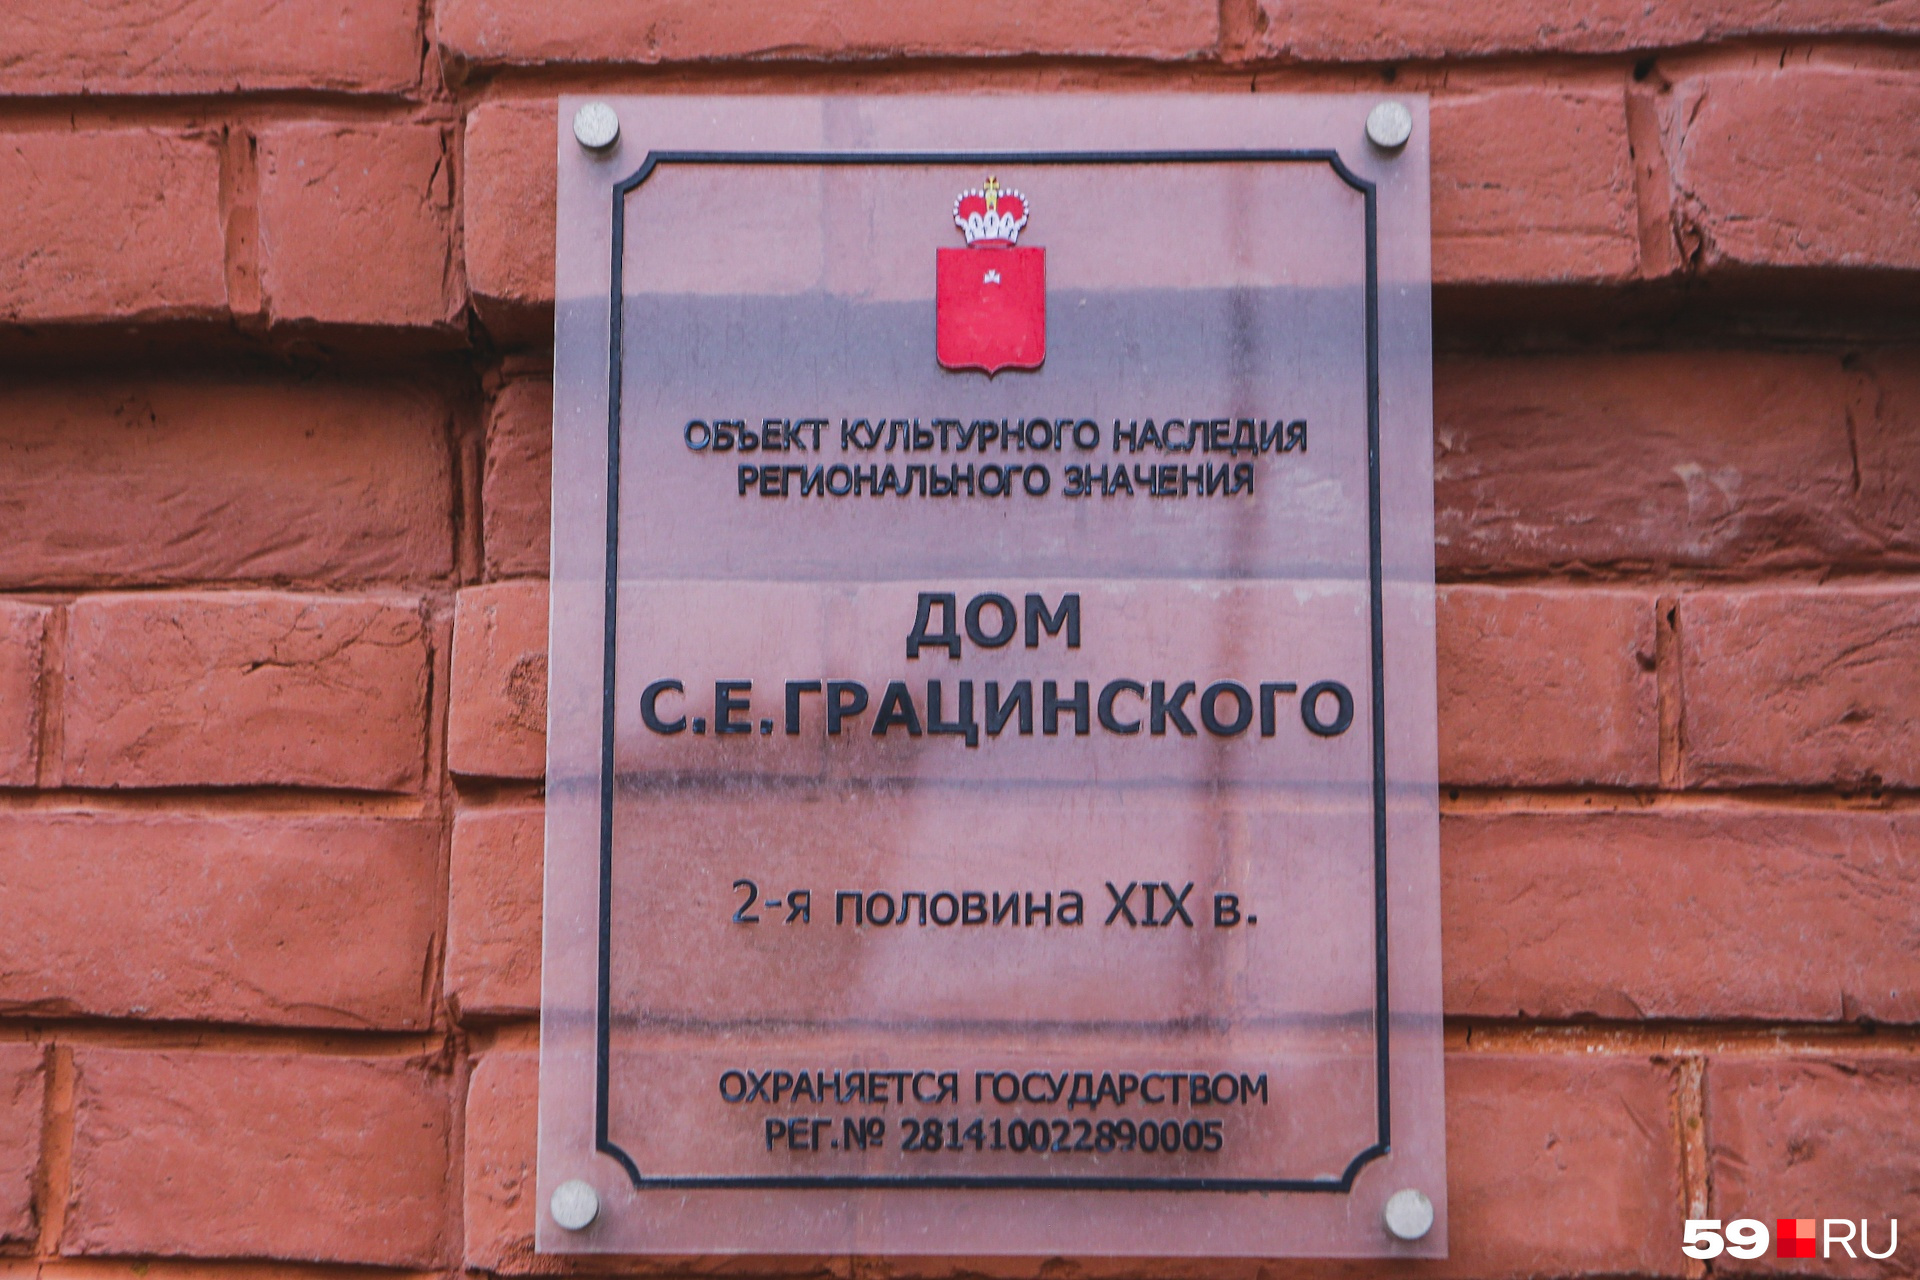 ОБЪЕКТ КУЛЬТУРНОГО НАСЛЕДИЯ
РЕГИОНАЛЬНОГО ЗНАЧЕНИЯ
ДОМ
С.Е.ГРАЦИНСКОГО
2-я половина XIX в.
ОХРАНЯЕТСЯ ГОСУДАРСТВОМ
РЕГ.№ 281410022890005
59 RU